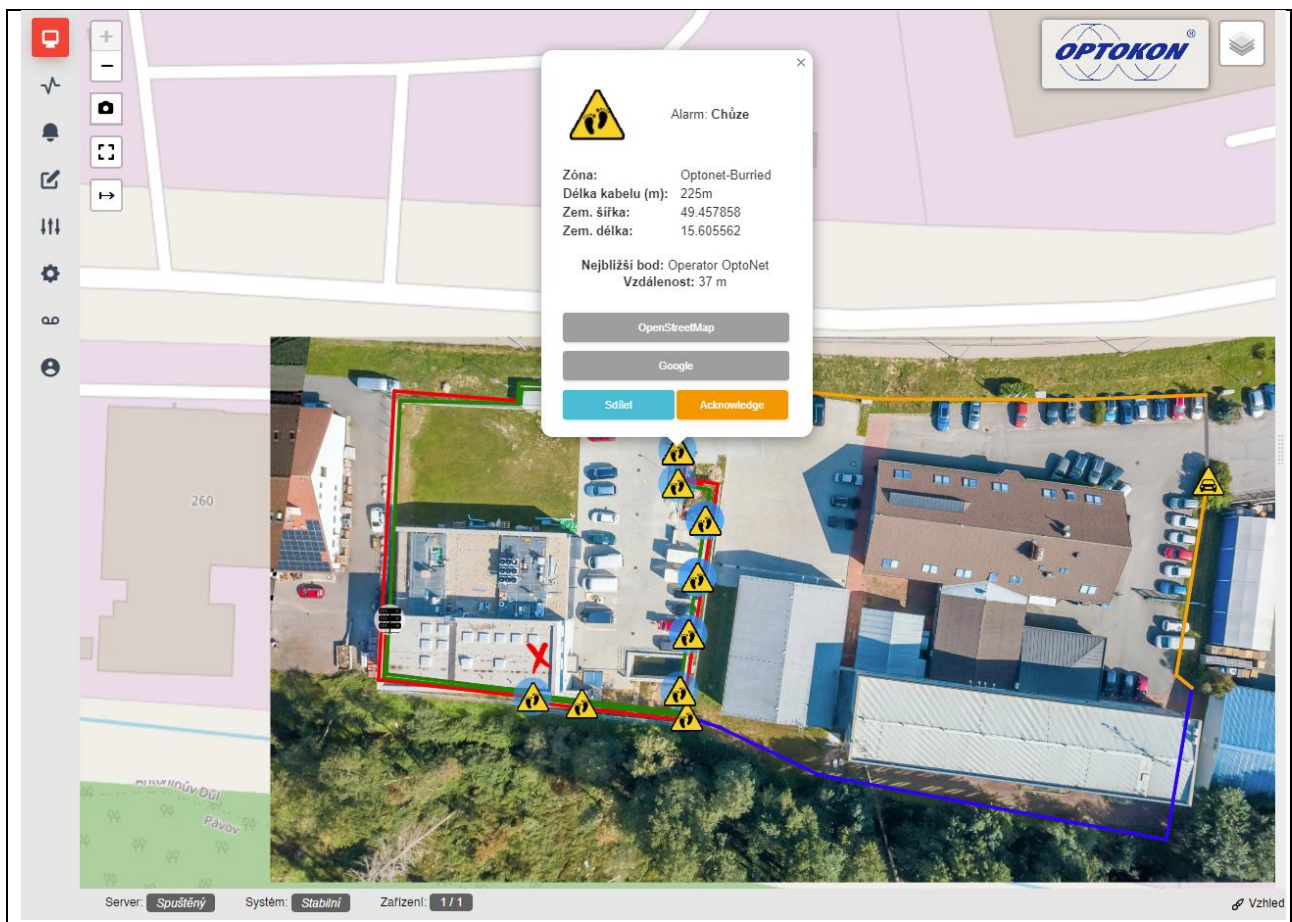 OPTOKON®
Alarm: Chůze
Zóna: Optonet-Burried
Délka kabelu (m): 225m
Zem. šířka: 49.457858
Zem. délka: 15.605562
Nejbližší bod: Operator OptoNet
Vzdálenost: 37 m
OpenStreetMap
Google
Sdílet Acknowledge
260
Antonínův Důl
Pávov
Server: Spuštěný Systém: Stabilní Zařízení: 1 / 1 Vzhled